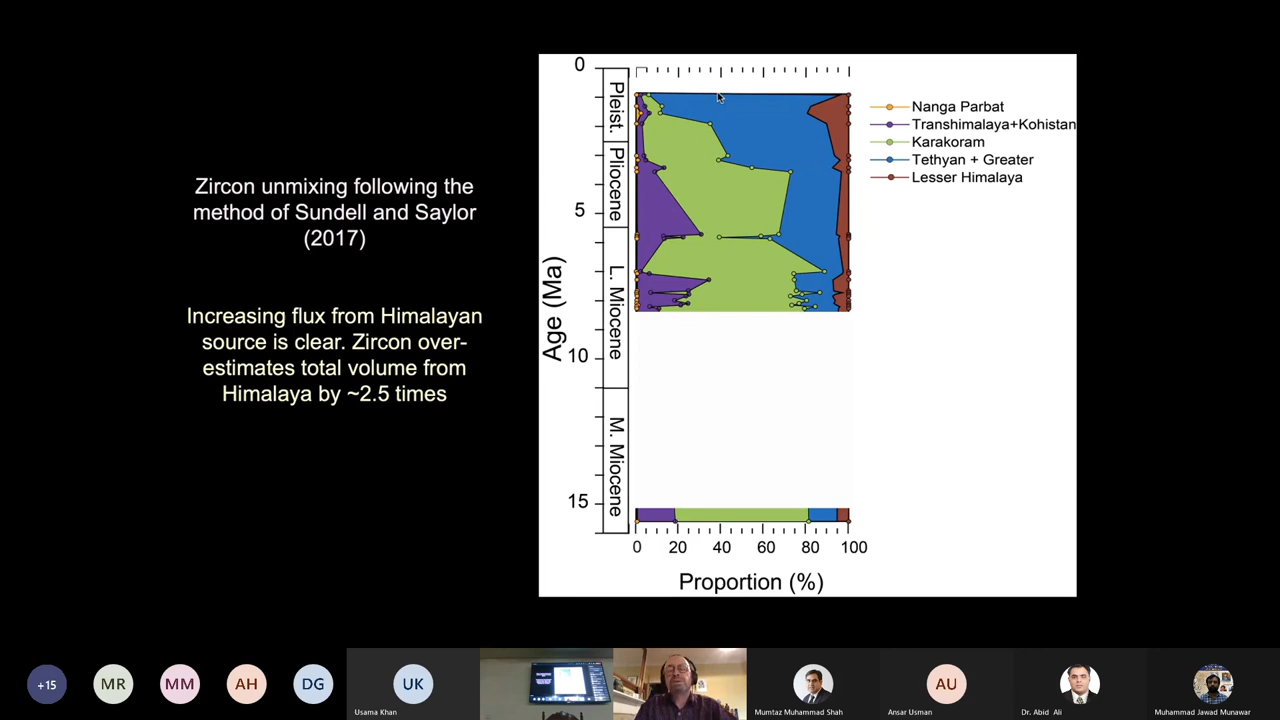 Zircon unmixing following the
method of Sundell and Saylor
(2017)
Increasing flux from Himalayan
source is clear. Zircon over-
estimates total volume from
Himalaya by ~2.5 times
Age (Ma)
0
5
10
15
Pleist.
Pliocene
L. Miocene
M. Miocene
0 20 40 60 80 100
Proportion (%)
Nanga Parbat
Transhimalaya+Kohistan
Karakoram
Tethyan + Greater
Lesser Himalaya
+15
MR
MM
AH
DG
UK
Usama Khan
Mumtaz Muhammad Shah
AU
Ansar Usman
Dr. Abid Ali
Muhammad Jawad Munawar